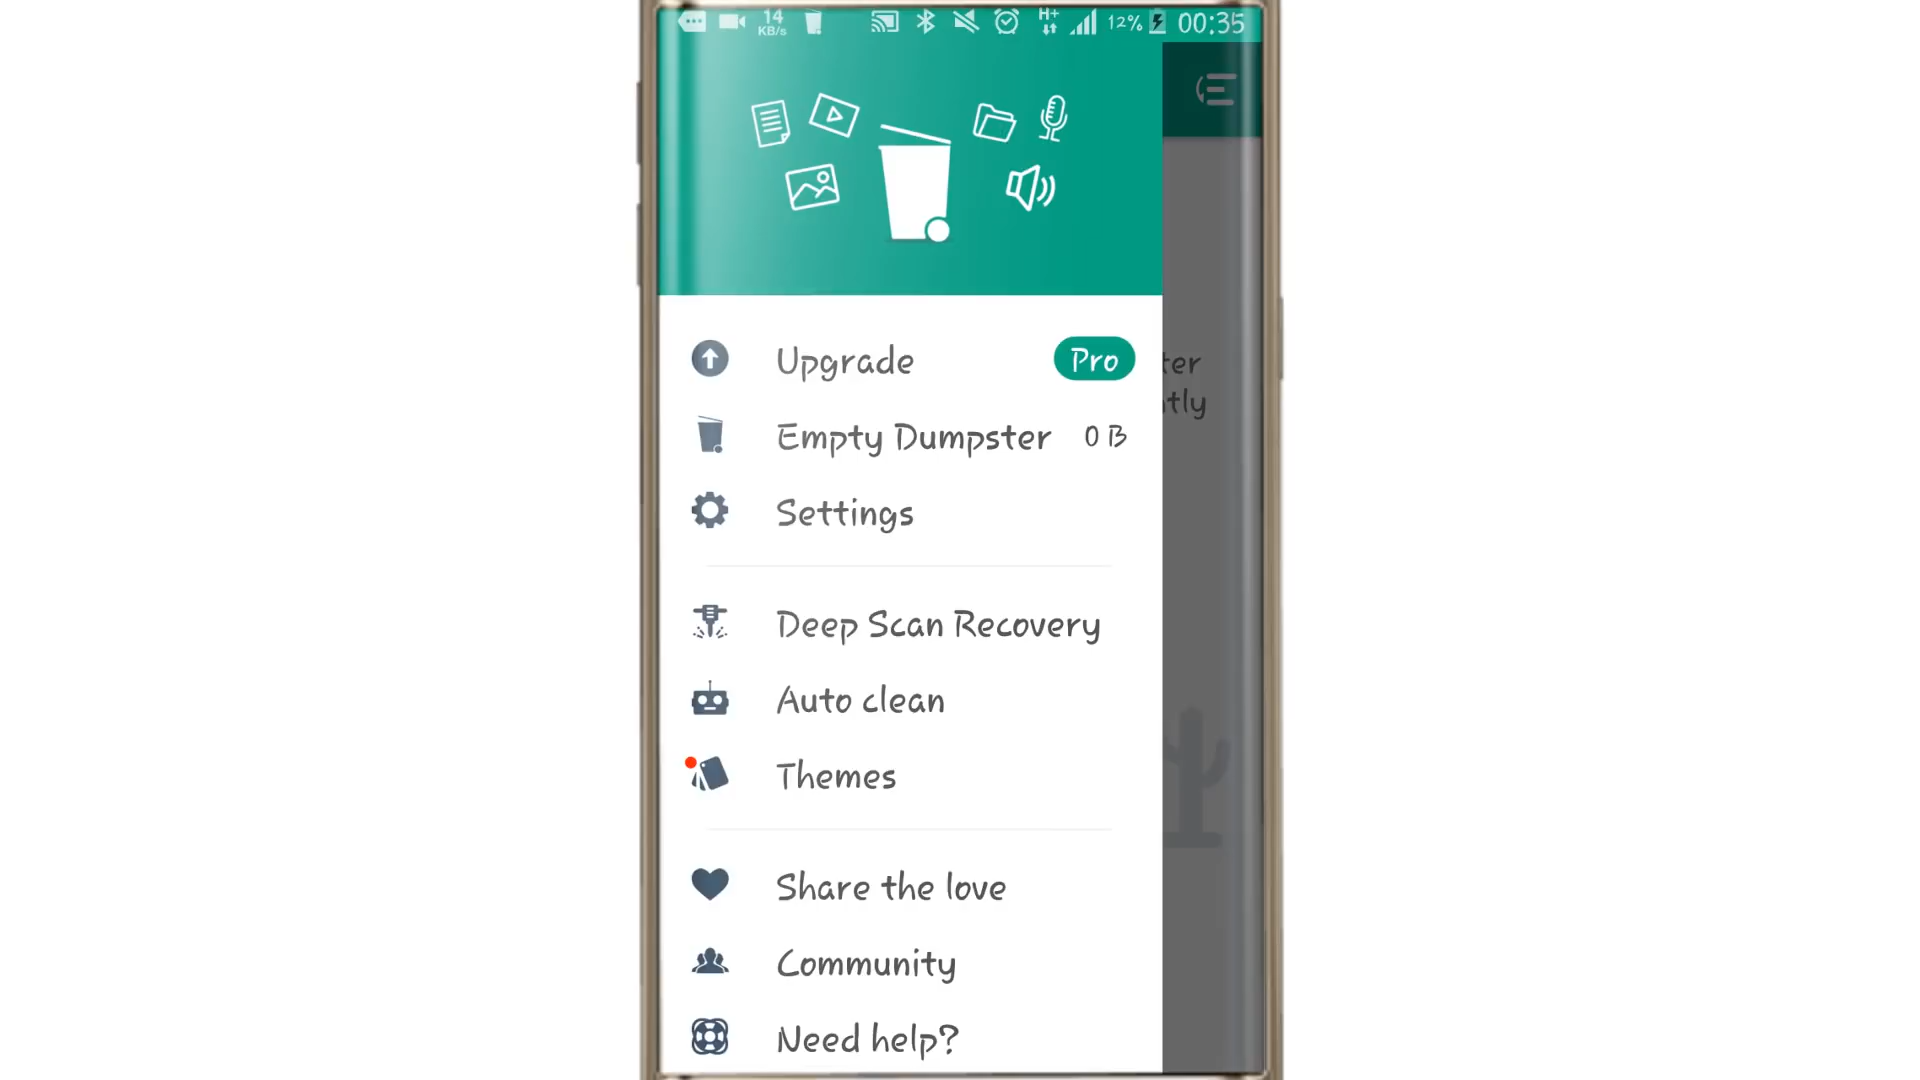 14
KB/s
H+
12%
00:35
Upgrade
Pro
Empty Dumpster
0 B
Settings
Deep Scan Recovery
Auto clean
Themes
Share the love
Community
Need help?